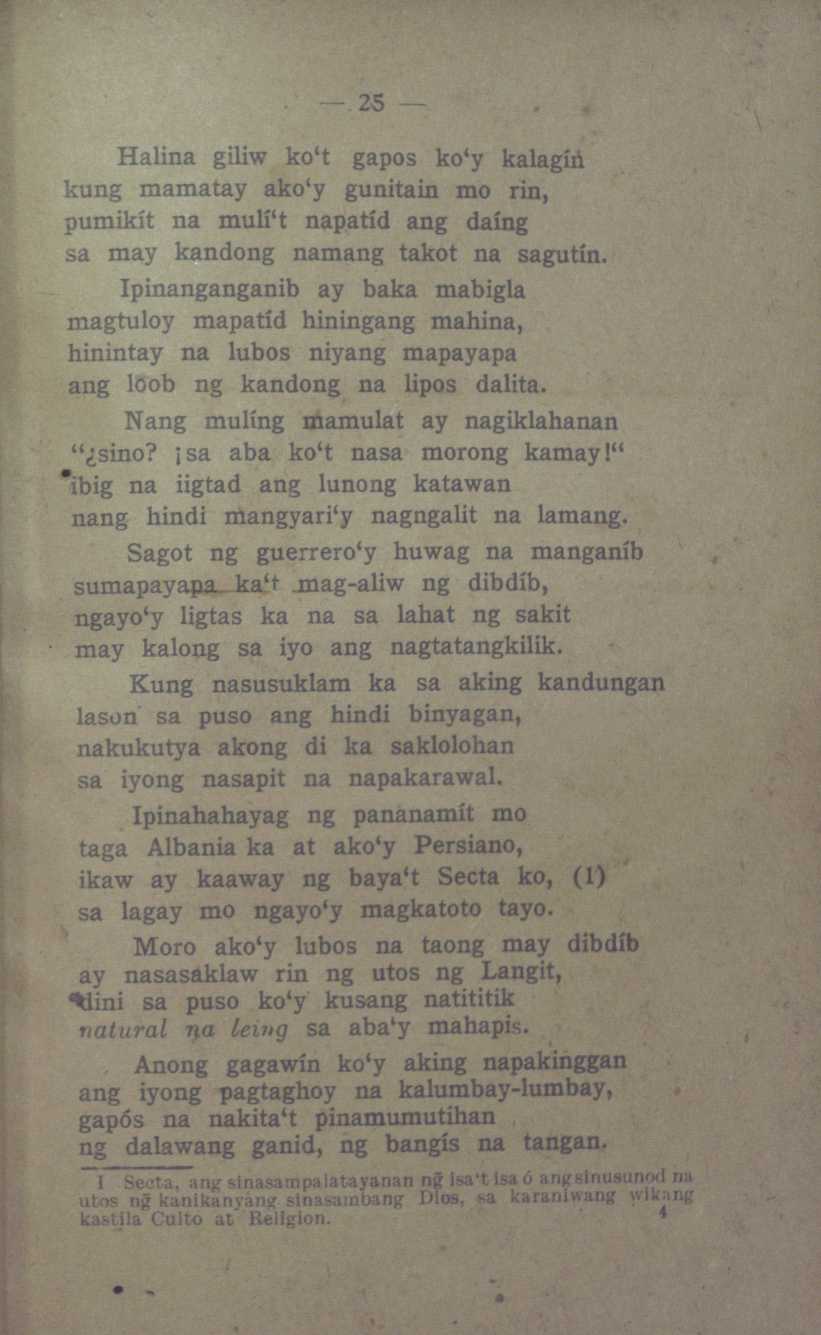 — 25 —
Halina giliw ko‘t gapos ko‘y kalagín
kung mamatay ako‘y gunitain mo rin,
pumikít na mulí‘t napatíd ang daíng
sa may kandong namang takot na sagutín.
Ipinanganganib ay baka mabigla
magtuloy mapatíd hiningang mahina,
hinintay na lubos niyang mapayapa
ang lōob ng kandong na lipos dalita.
Nang mulíng mamulat ay nagiklahanan
“¿sino? ¡sa aba ko‘t nasa morong kamay!“
ibig na iigtad ang lunong katawan
nang hindi mangyari‘y nagngalit na lamang.
Sagot ng guerrero‘y huwag na manganíb
sumapayapa ka‘t mag-aliw ng dibdíb,
ngayo‘y ligtas ka na sa lahat ng sakit
may kalong sa iyo ang nagtatangkilik.
Kung nasusuklam ka sa aking kandungan
lason sa puso ang hindi binyagan,
nakukutya akong di ka saklolohan
sa iyong nasapit na napakarawal.
Ipinahahayag ng pananamít mo
taga Albania ka at ako‘y Persiano,
ikaw ay kaaway ng baya‘t Secta ko, (1)
sa lagay mo ngayo‘y magkatoto tayo.
Moro ako‘y lubos na taong may dibdíb
ay nasasaklaw rin ng utos ng Langit,
dini sa puso ko‘y kusang natititik
natural na leing sa aba‘y mahapis.
Anong gagawín ko‘y aking napakinggan
ang iyong pagtaghoy na kalumbay-lumbay,
gapós na nakita‘t pinamumutihan
ng dalawang ganid, ng bangís na tangan.
1 Secta, ang sinasampalatayanan ng̃ isa‘t isa ó ang sinusunod na
utos ng̃ kanikanyang sinasambang Dios, sa karaniwang wikang
kastila Culto at Religion.
4